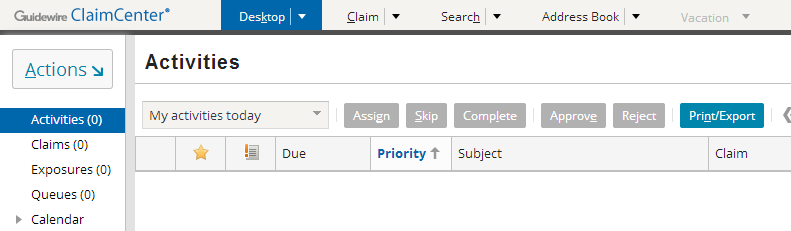 Guidewire ClaimCenter® Desktop Claim Search Address Book Vacation
Actions
Activities
Activities (0)
Claims (0)
Exposures (0)
Queues (0)
Calendar
My activities today Assign Skip Complete Approve Reject Print/Export
Due Priority Subject Claim